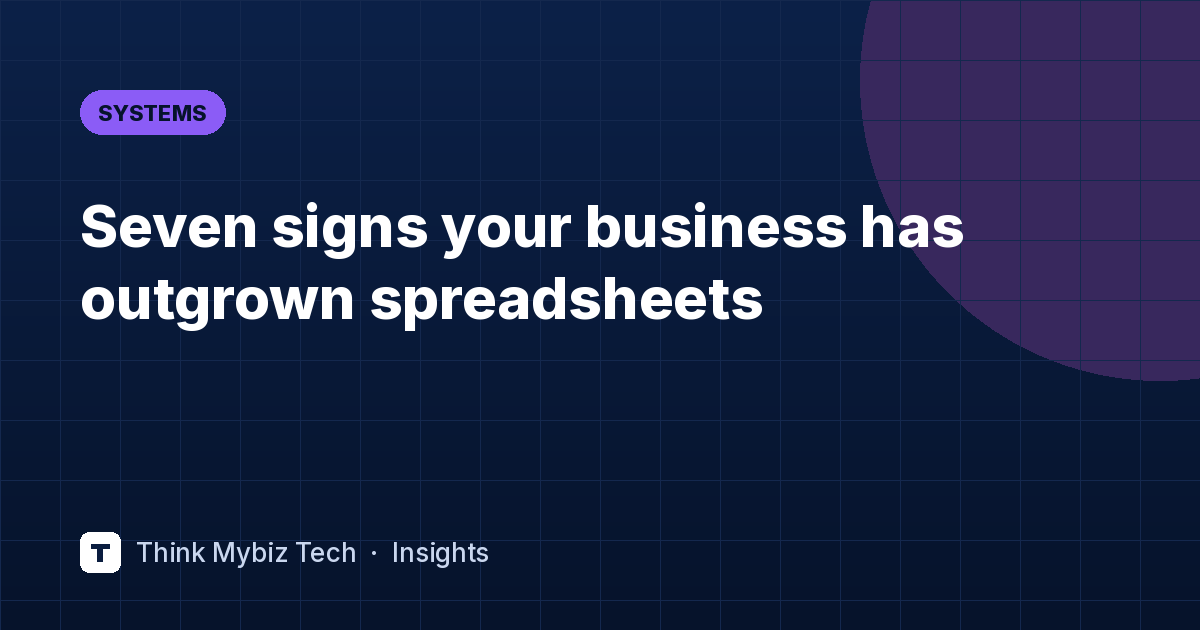 SYSTEMS
Seven signs your business has
outgrown spreadsheets
T
Think Mybiz Tech · Insights